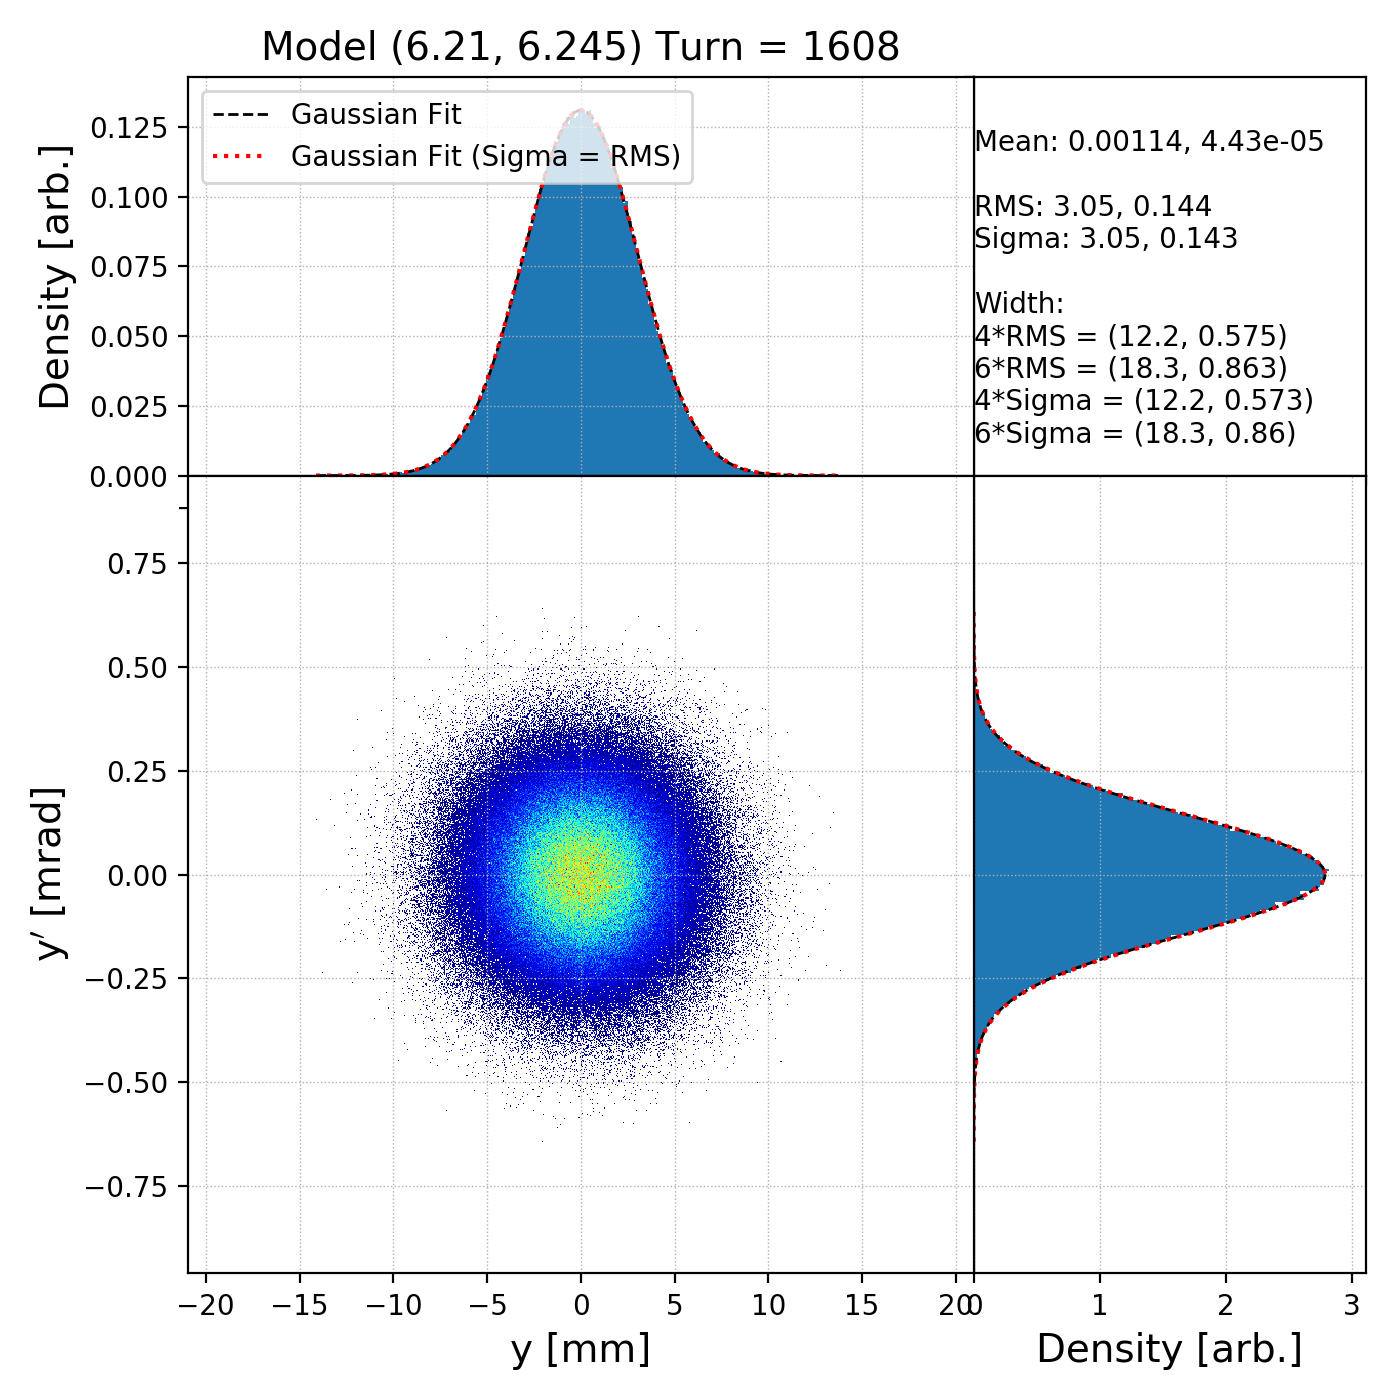 Model (6.21, 6.245) Turn = 1608
Gaussian Fit
Gaussian Fit (Sigma = RMS)
Density [arb.]
0.125
0.100
0.075
0.050
0.025
0.000
Mean: 0.00114, 4.43e-05
RMS: 3.05, 0.144
Sigma: 3.05, 0.143
Width:
4*RMS = (12.2, 0.575)
6*RMS = (18.3, 0.863)
4*Sigma = (12.2, 0.573)
6*Sigma = (18.3, 0.86)
y′ [mrad]
0.75
0.50
0.25
0.00
−0.25
−0.50
−0.75
−20 −15 −10 −5 0 5 10 15 20
y [mm]
0 1 2 3
Density [arb.]